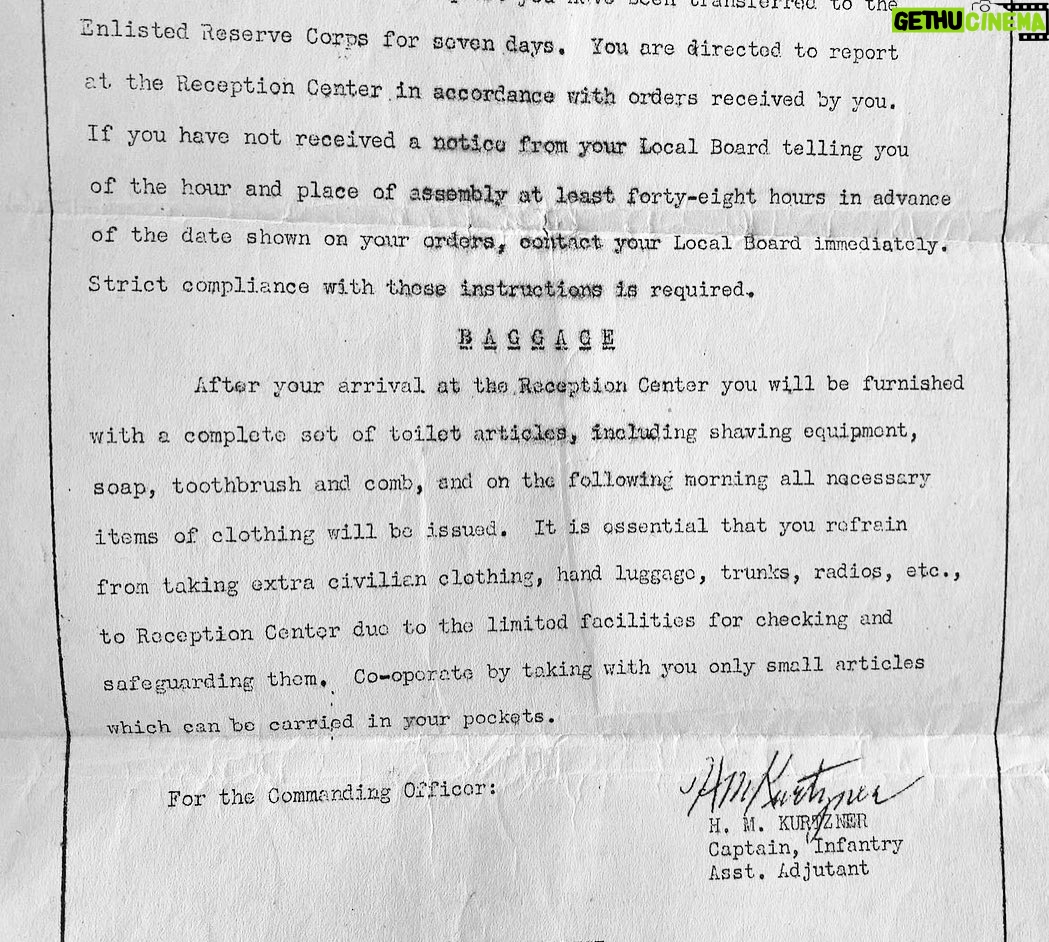 been transferred to the
GETHUCINEMA
Enlisted Reserve Corps for seven days. You are directed to report
at the Reception Center in accordance with orders received by you.
If you have not received a notice from your Local Board telling you
of the hour and place of assembly at least forty-eight hours in advance
of the date shown on your orders, contact your Local Board immediately.
Strict compliance with these instructions is required.
B A G G A G E
After your arrival at the Reception Center you will be furnished
with a complete set of toilet articles, including shaving equipment,
soap, toothbrush and comb, and on the following morning all necessary
items of clothing will be issued. It is essential that you refrain
from taking extra civilian clothing, hand luggage, trunks, radios, etc.,
to Reception Center due to the limited facilities for checking and
safeguarding them. Co-operate by taking with you only small articles
which can be carried in your pockets.
For the Commanding Officer:
H M Kurtzner
H. M. KURTZNER
Captain, Infantry
Asst. Adjutant